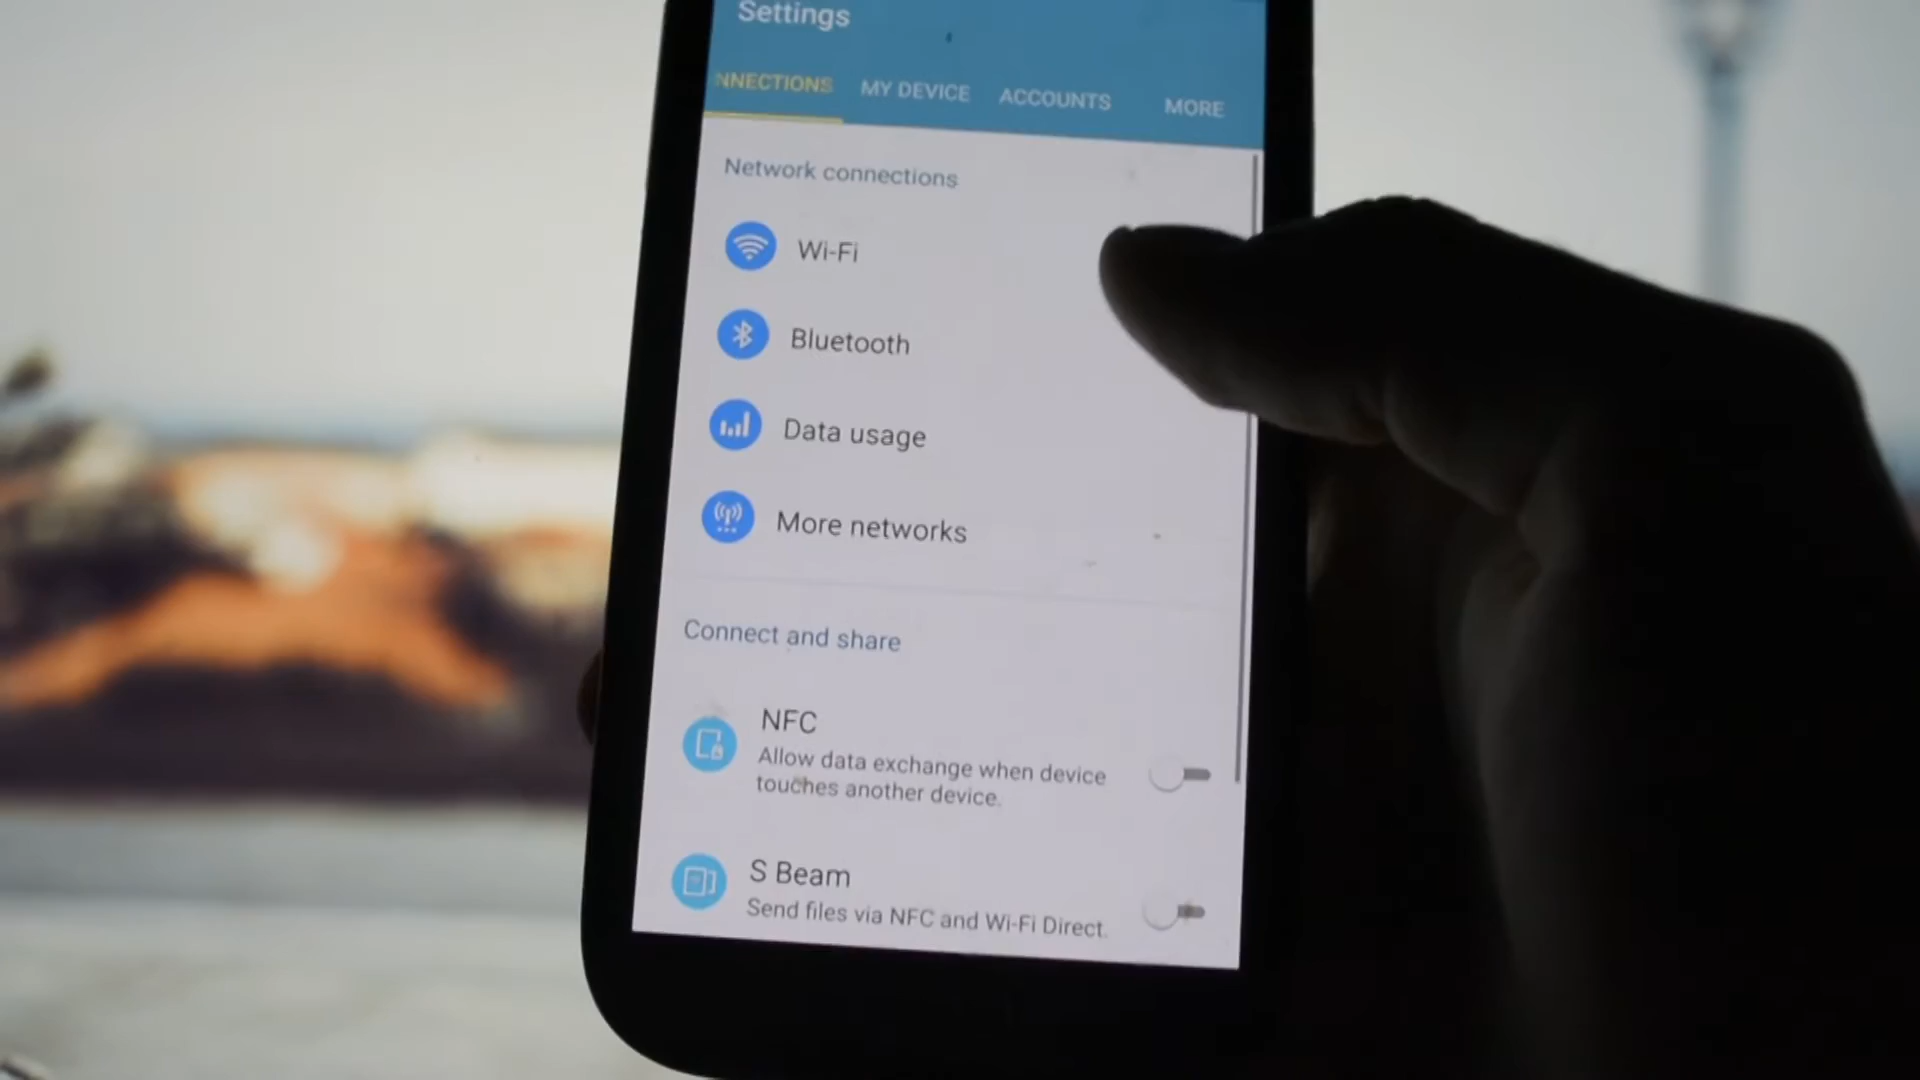 Settings
NNECTIONS MY DEVICE ACCOUNTS MORE
Network connections
Wi-Fi
Bluetooth
Data usage
More networks
Connect and share
NFC
Allow data exchange when device
touches another device.
S Beam
Send files via NFC and Wi-Fi Direct.